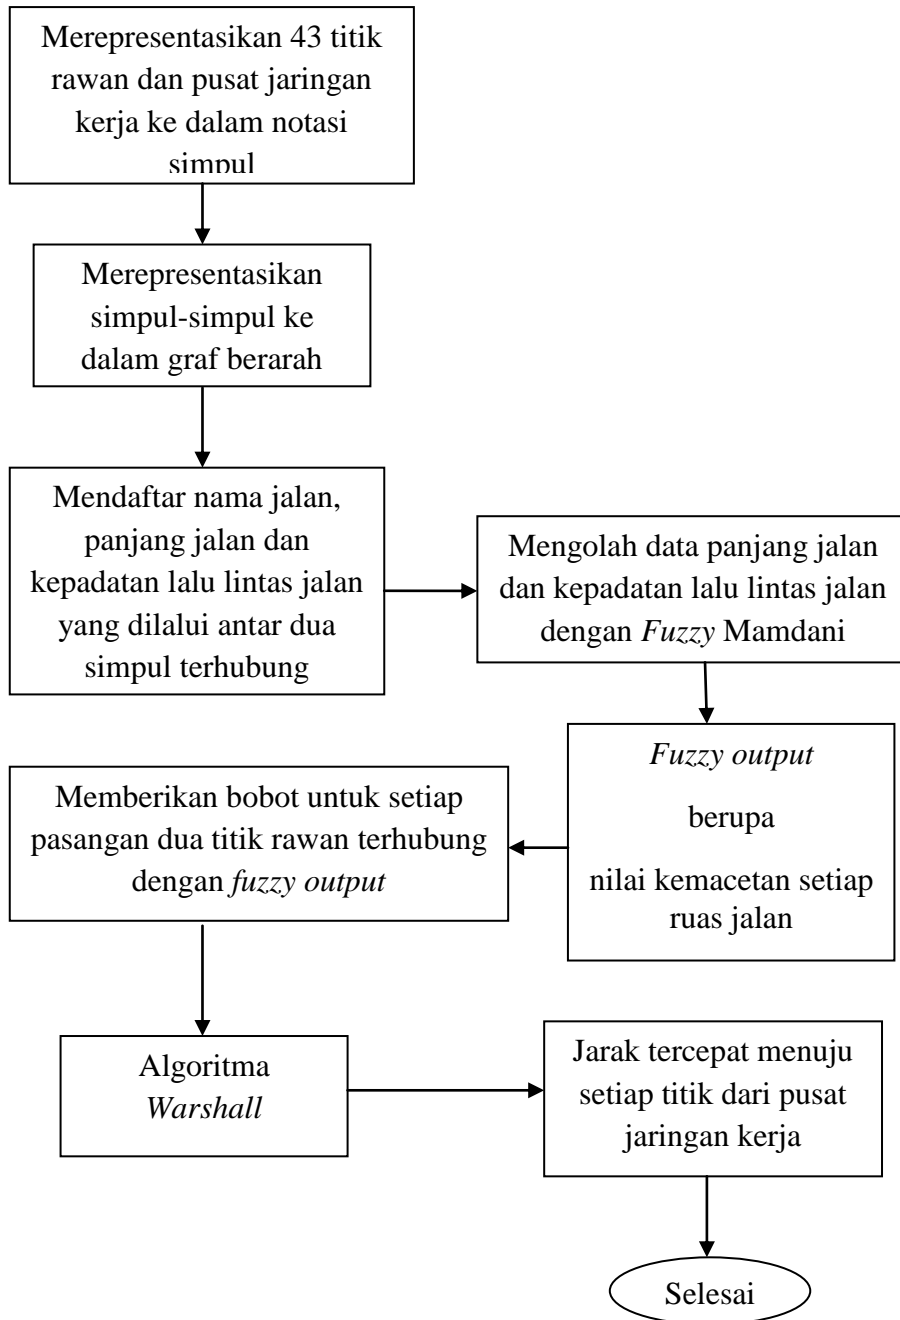 Merepresentasikan 43 titik
rawan dan pusat jaringan
kerja ke dalam notasi
simpul
Merepresentasikan
simpul-simpul ke
dalam graf berarah
Mendaftar nama jalan,
panjang jalan dan
kepadatan lalu lintas jalan
yang dilalui antar dua
simpul terhubung
Mengolah data panjang jalan
dan kepadatan lalu lintas jalan
dengan Fuzzy Mamdani
Fuzzy output
berupa
nilai kemacetan setiap
ruas jalan
Memberikan bobot untuk setiap
pasangan dua titik rawan terhubung
dengan fuzzy output
Algoritma
Warshall
Jarak tercepat menuju
setiap titik dari pusat
jaringan kerja
Selesai